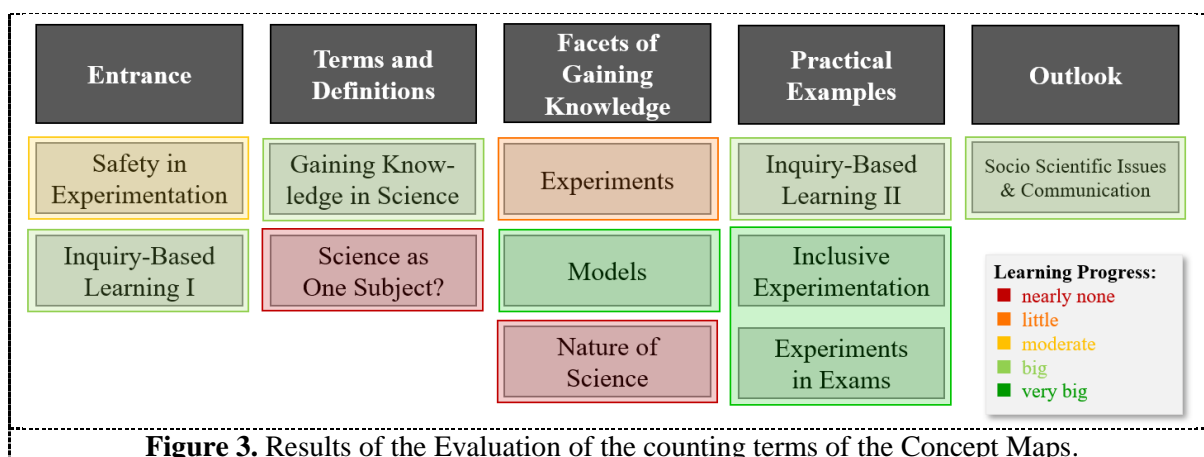 Entrance
Terms and
Definitions
Facets of
Gaining
Knowledge
Practical
Examples
Outlook
Safety in
Experimentation
Gaining Know-
ledge in Science
Experiments
Inquiry-Based
Learning II
Socio Scientific Issues
& Communication
Inquiry-Based
Learning I
Science as
One Subject?
Models
Inclusive
Experimentation
Nature of
Science
Experiments
in Exams
Learning Progress:
nearly none
little
moderate
big
very big
Figure 3. Results of the Evaluation of the counting terms of the Concept Maps.